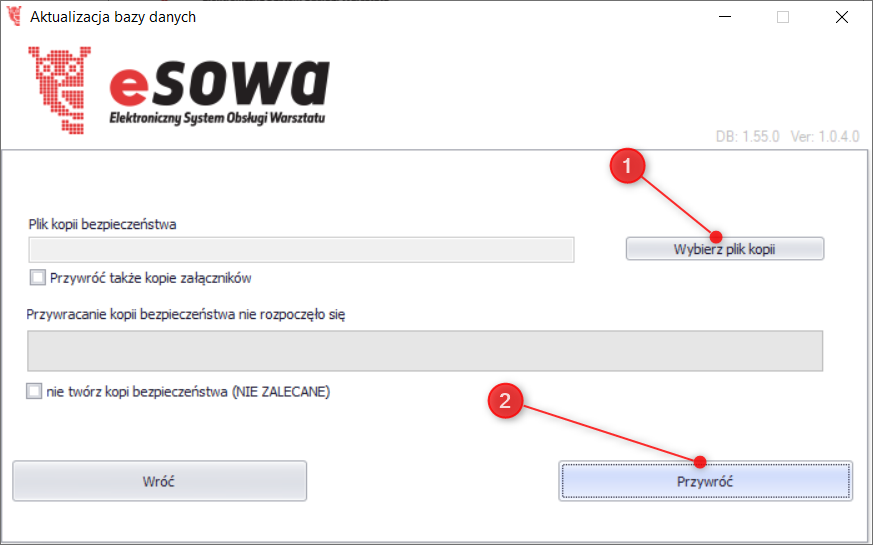 Aktualizacja bazy danych
eSOWA
Elektroniczny System Obsługi Warsztatu
DB: 1.55.0 Ver: 1.0.4.0
1
Plik kopii bezpieczeństwa
Wybierz plik kopii
Przywróć także kopie załączników
Przywracanie kopii bezpieczeństwa nie rozpoczęło się
nie twórz kopi bezpieczeństwa (NIE ZALECANE)
2
Wróć
Przywróć